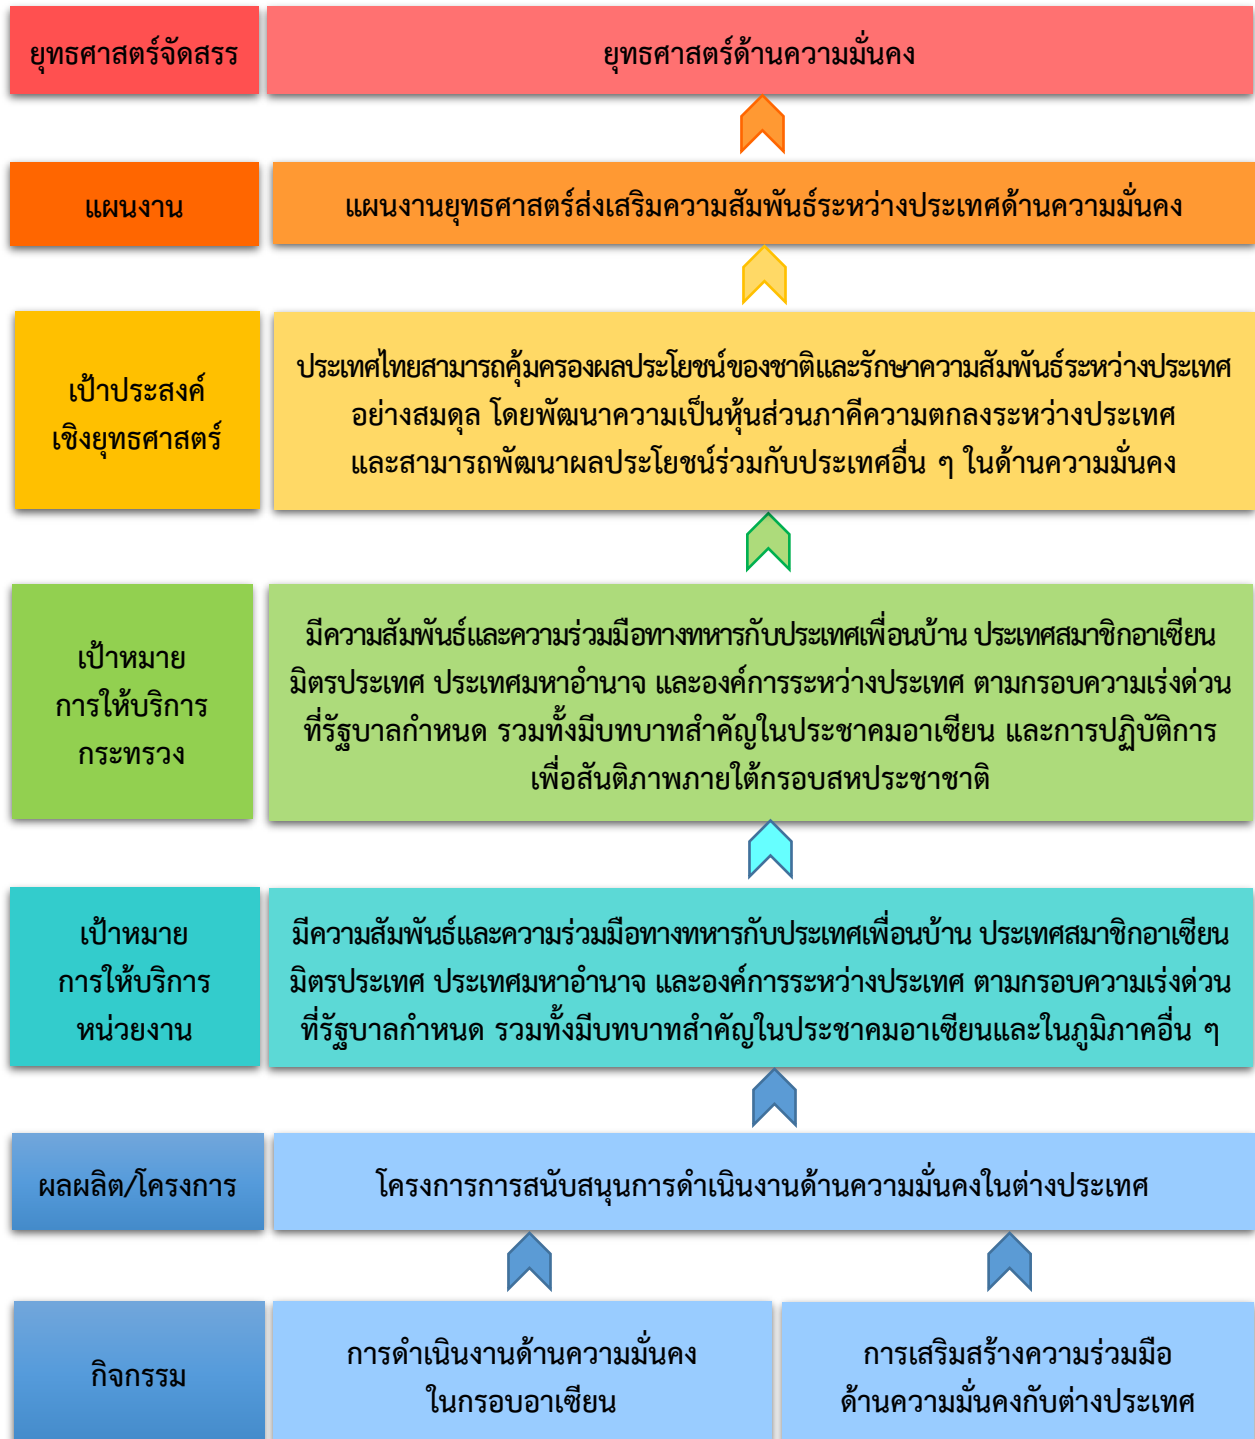 ยุทธศาสตร์จัดสรร
ยุทธศาสตร์ด้านความมั่นคง
แผนงาน
แผนงานยุทธศาสตร์ส่งเสริมความสัมพันธ์ระหว่างประเทศด้านความมั่นคง
เป้าประสงค์
เชิงยุทธศาสตร์
ประเทศไทยสามารถคุ้มครองผลประโยชน์ของชาติและรักษาความสัมพันธ์ระหว่างประเทศ
อย่างสมดุล โดยพัฒนาความเป็นหุ้นส่วนภาคีความตกลงระหว่างประเทศ
และสามารถพัฒนาผลประโยชน์ร่วมกับประเทศอื่น ๆ ในด้านความมั่นคง
เป้าหมาย
การให้บริการ
กระทรวง
มีความสัมพันธ์และความร่วมมือทางทหารกับประเทศเพื่อนบ้าน ประเทศสมาชิกอาเซียน
มิตรประเทศ ประเทศมหาอำนาจ และองค์การระหว่างประเทศ ตามกรอบความเร่งด่วน
ที่รัฐบาลกำหนด รวมทั้งมีบทบาทสำคัญในประชาคมอาเซียน และการปฏิบัติการ
เพื่อสันติภาพภายใต้กรอบสหประชาชาติ
เป้าหมาย
การให้บริการ
หน่วยงาน
มีความสัมพันธ์และความร่วมมือทางทหารกับประเทศเพื่อนบ้าน ประเทศสมาชิกอาเซียน
มิตรประเทศ ประเทศมหาอำนาจ และองค์การระหว่างประเทศ ตามกรอบความเร่งด่วน
ที่รัฐบาลกำหนด รวมทั้งมีบทบาทสำคัญในประชาคมอาเซียนและในภูมิภาคอื่น ๆ
ผลผลิต/โครงการ
โครงการการสนับสนุนการดำเนินงานด้านความมั่นคงในต่างประเทศ
กิจกรรม
การดำเนินงานด้านความมั่นคง
ในกรอบอาเซียน
การเสริมสร้างความร่วมมือ
ด้านความมั่นคงกับต่างประเทศ